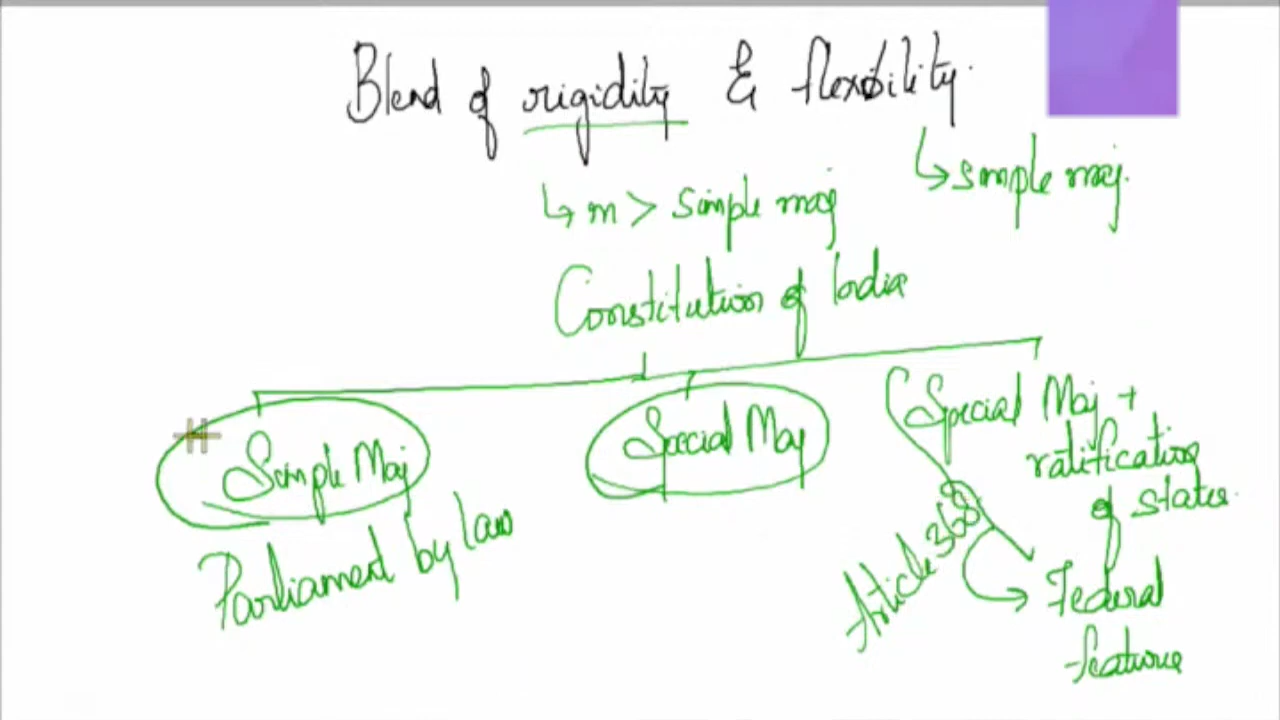 Blend of rigidity & flexibility.
↳ m > simple maj
↳ simple maj.
Constitution of India
Simple Maj
Special Maj
Special Maj +
ratification
of states.
Parliament by law
Article 368
Federal
feature